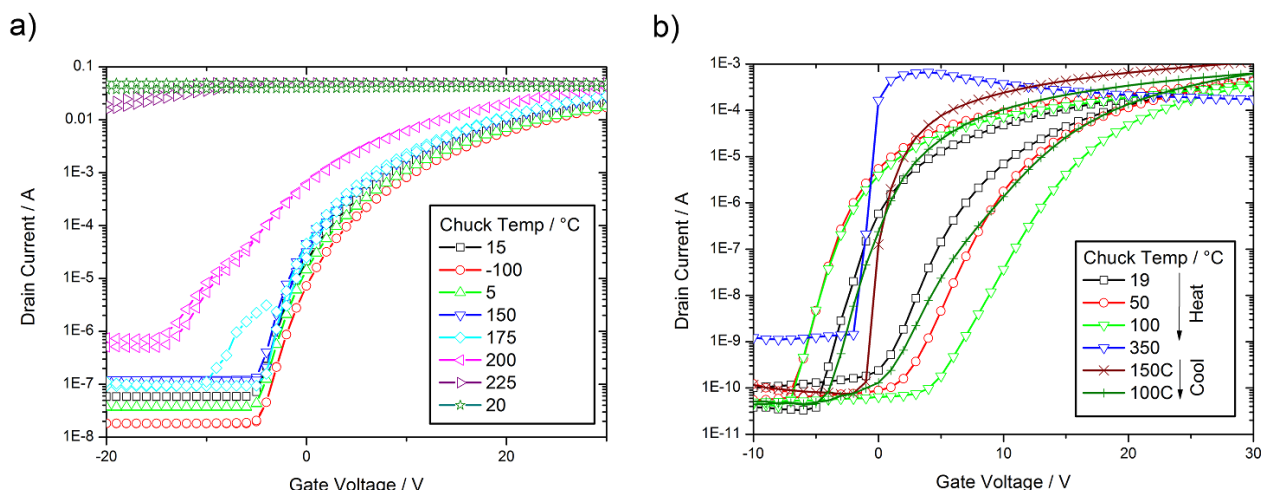 a)
0.1
0.01
1E-3
1E-4
1E-5
1E-6
1E-7
1E-8
Drain Current / A
-20
0
20
Gate Voltage / V
Chuck Temp / °C
15
-100
5
150
175
200
225
20
b)
1E-3
1E-4
1E-5
1E-6
1E-7
1E-8
1E-9
1E-10
1E-11
Drain Current / A
-10
0
10
20
30
Gate Voltage / V
Chuck Temp / °C
19
50
100
350
150C
100C
Heat
Cool